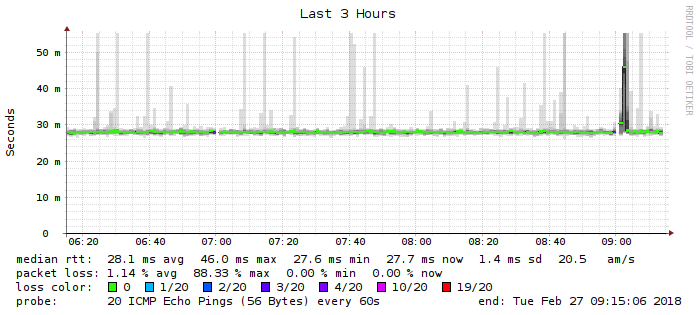 Last 3 Hours
RRDTOOL / TOBI OETIKER
Seconds
50 m
40 m
30 m
20 m
10 m
0
06:20 06:40 07:00 07:20 07:40 08:00 08:20 08:40 09:00
median rtt: 28.1 ms avg 46.0 ms max 27.6 ms min 27.7 ms now 1.4 ms sd 20.5 am/s
packet loss: 1.14 % avg 88.33 % max 0.00 % min 0.00 % now
loss color: 0 1/20 2/20 3/20 4/20 10/20 19/20
probe: 20 ICMP Echo Pings (56 Bytes) every 60s end: Tue Feb 27 09:15:06 2018